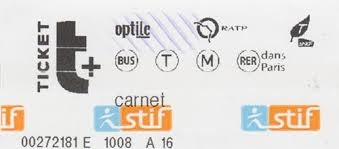 TICKET t+
optile RATP SNCF
BUS T M RER dans Paris
carnet
stif stif stif
00272181 E 1008 A 16